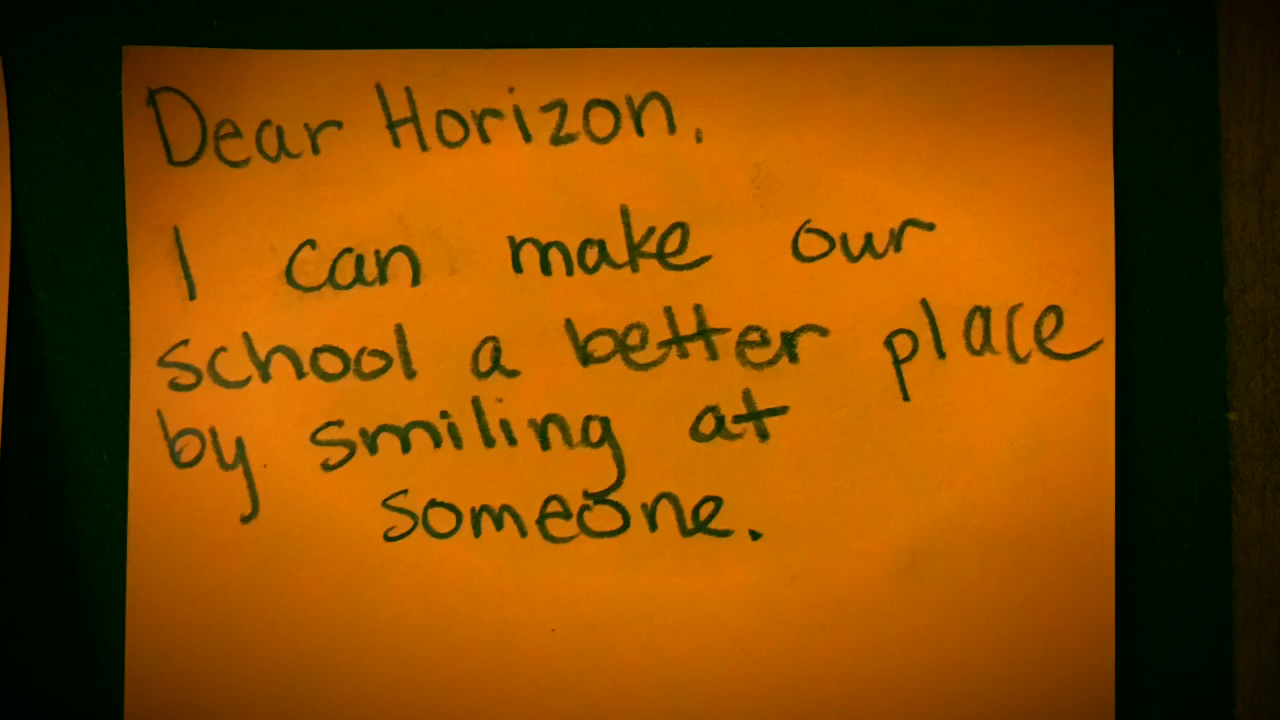 Dear Horizon,
I can make our
school a better place
by smiling at
someone.